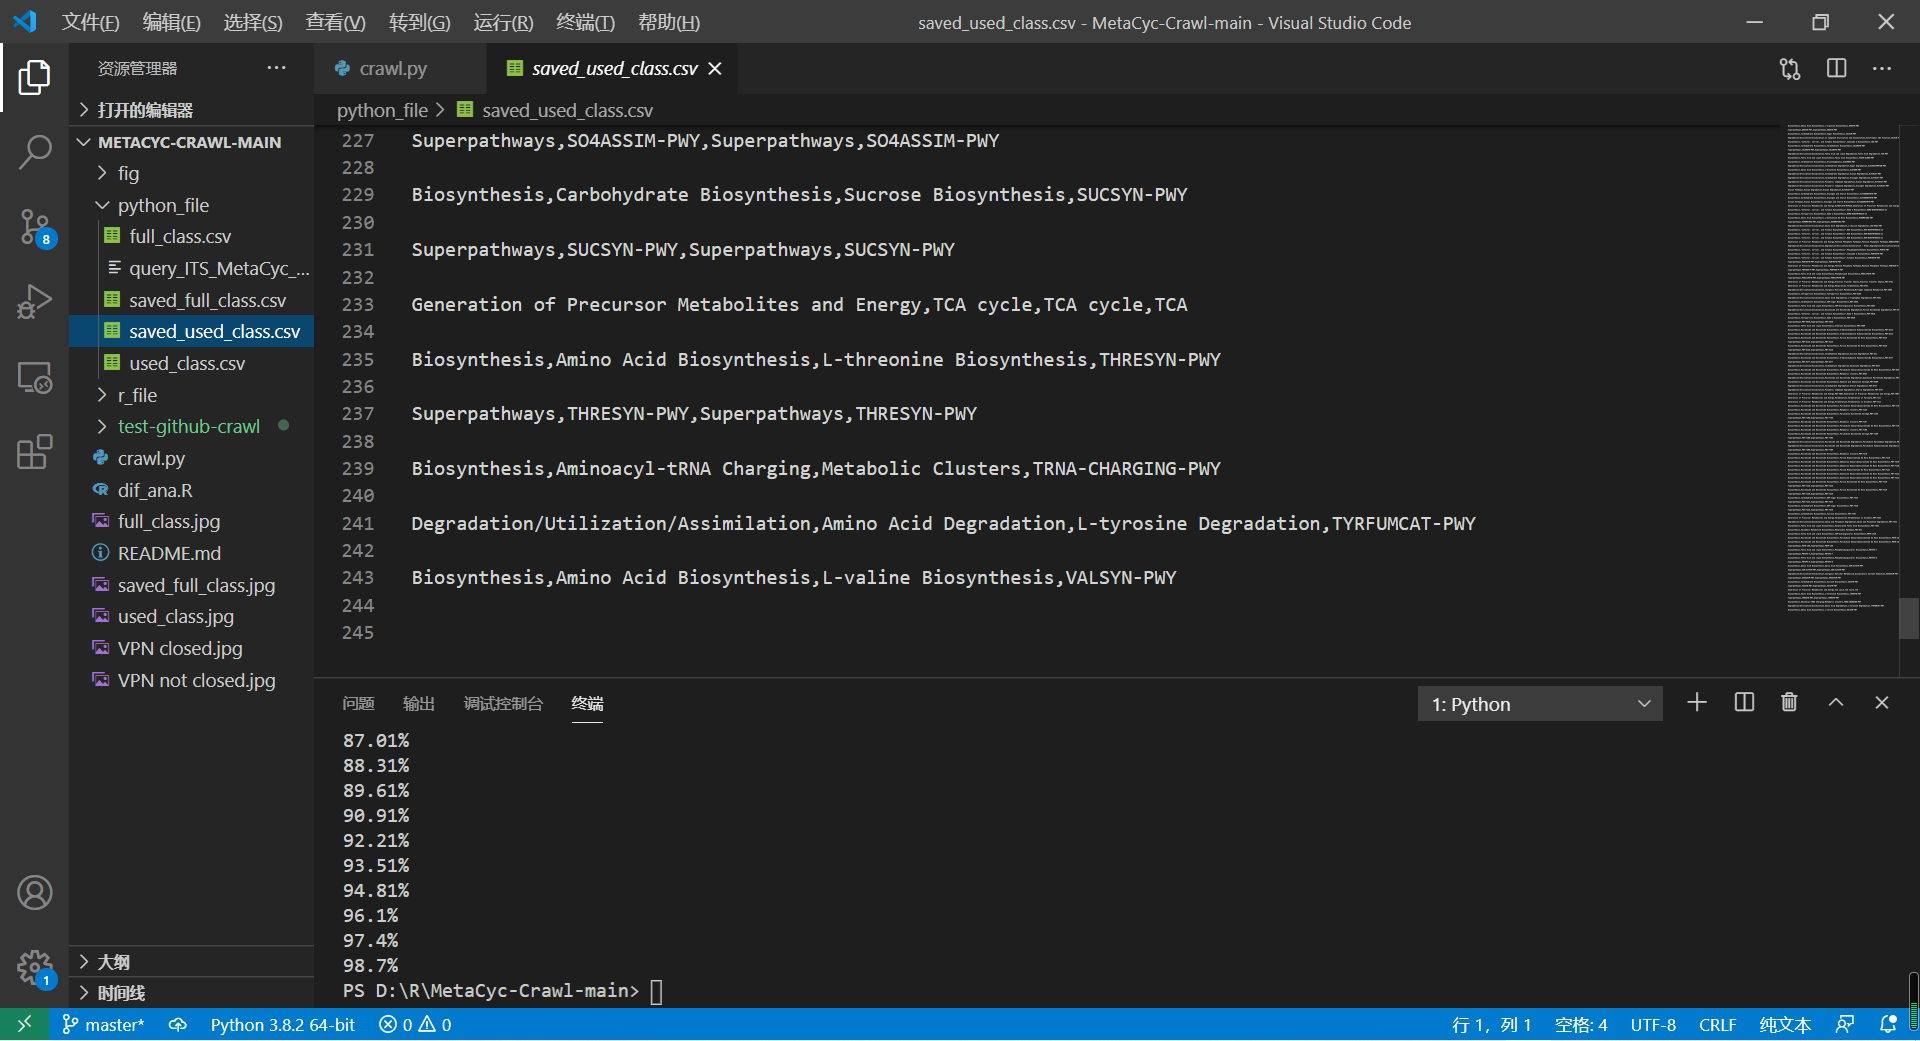 文件(F) 编辑(E) 选择(S) 查看(V) 转到(G) 运行(R) 终端(T) 帮助(H) saved_used_class.csv - MetaCyc-Crawl-main - Visual Studio Code
资源管理器
打开的编辑器
METACYC-CRAWL-MAIN
fig
python_file
full_class.csv
query_ITS_MetaCyc_...
saved_full_class.csv
saved_used_class.csv
used_class.csv
r_file
test-github-crawl
crawl.py
dif_ana.R
full_class.jpg
README.md
saved_full_class.jpg
used_class.jpg
VPN closed.jpg
VPN not closed.jpg
大纲
时间线
8
1
crawl.py saved_used_class.csv
python_file > saved_used_class.csv
227 Superpathways,SO4ASSIM-PWY,Superpathways,SO4ASSIM-PWY
228
229 Biosynthesis,Carbohydrate Biosynthesis,Sucrose Biosynthesis,SUCSYN-PWY
230
231 Superpathways,SUCSYN-PWY,Superpathways,SUCSYN-PWY
232
233 Generation of Precursor Metabolites and Energy,TCA cycle,TCA cycle,TCA
234
235 Biosynthesis,Amino Acid Biosynthesis,L-threonine Biosynthesis,THRESYN-PWY
236
237 Superpathways,THRESYN-PWY,Superpathways,THRESYN-PWY
238
239 Biosynthesis,Aminoacyl-tRNA Charging,Metabolic Clusters,TRNA-CHARGING-PWY
240
241 Degradation/Utilization/Assimilation,Amino Acid Degradation,L-tyrosine Degradation,TYRFUMCAT-PWY
242
243 Biosynthesis,Amino Acid Biosynthesis,L-valine Biosynthesis,VALSYN-PWY
244
245
问题 输出 调试控制台 终端 1: Python
87.01%
88.31%
89.61%
90.91%
92.21%
93.51%
94.81%
96.1%
97.4%
98.7%
PS D:\R\MetaCyc-Crawl-main>
master* Python 3.8.2 64-bit 0 0 行 1，列 1 空格: 4 UTF-8 CRLF 纯文本